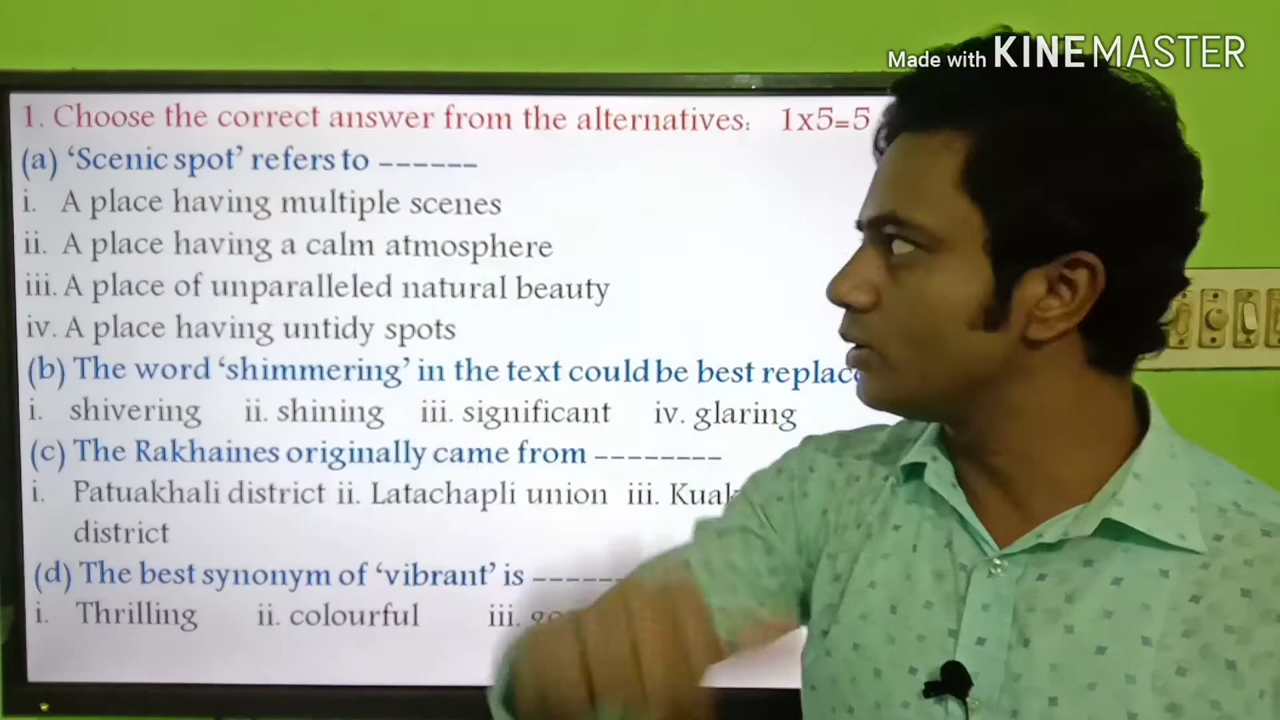 Made with KINEMASTER
1. Choose the correct answer from the alternatives: 1x5=5
(a) ‘Scenic spot’ refers to ------
i. A place having multiple scenes
ii. A place having a calm atmosphere
iii. A place of unparalleled natural beauty
iv. A place having untidy spots
(b) The word ‘shimmering’ in the text could be best
i. shivering ii. shining iii. significant iv. glaring
(c) The Rakhaines originally came from --------
i. Patuakhali district ii. Latachapli union iii.
district
(d) The best synonym of ‘vibrant’ is ------
i. Thrilling ii. colourful iii.